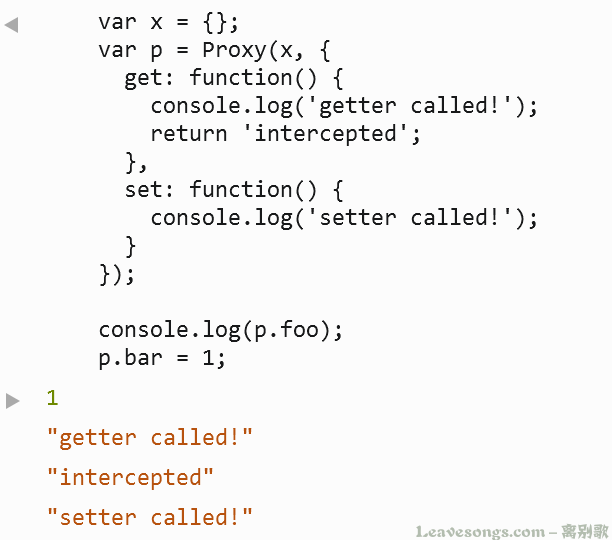 var x = {};
var p = Proxy(x, {
  get: function() {
    console.log('getter called!');
    return 'intercepted';
  },
  set: function() {
    console.log('setter called!');
  }
});

console.log(p.foo);
p.bar = 1;
1
"getter called!"
"intercepted"
"setter called!"
Leavesongs.com – 离别歌